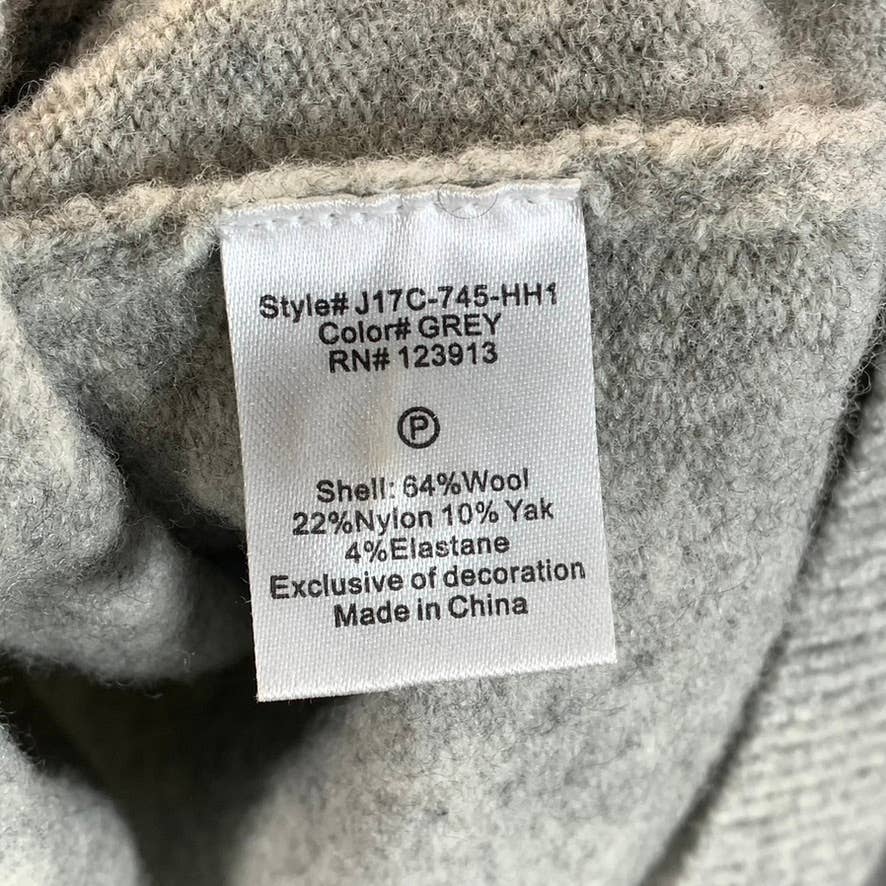 Style# J17C-745-HH1
Color# GREY
RN# 123913
P
Shell: 64%Wool
22%Nylon 10% Yak
4%Elastane
Exclusive of decoration
Made in China